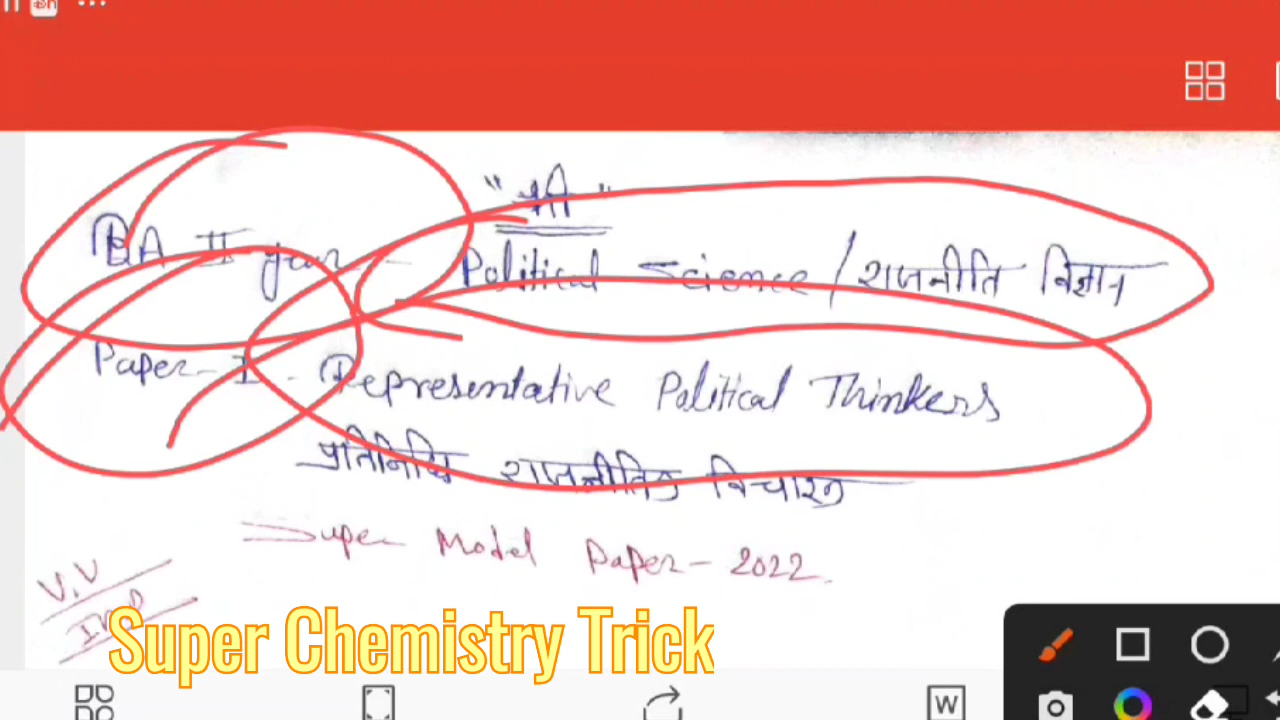 "श्री"
BA II year - Political Science / राजनीति विज्ञान
Paper-I - Representative Political Thinkers
प्रतिनिधि राजनीतिक विचारक
Super Model Paper-2022.
V.V
IMP
Super Chemistry Trick
W